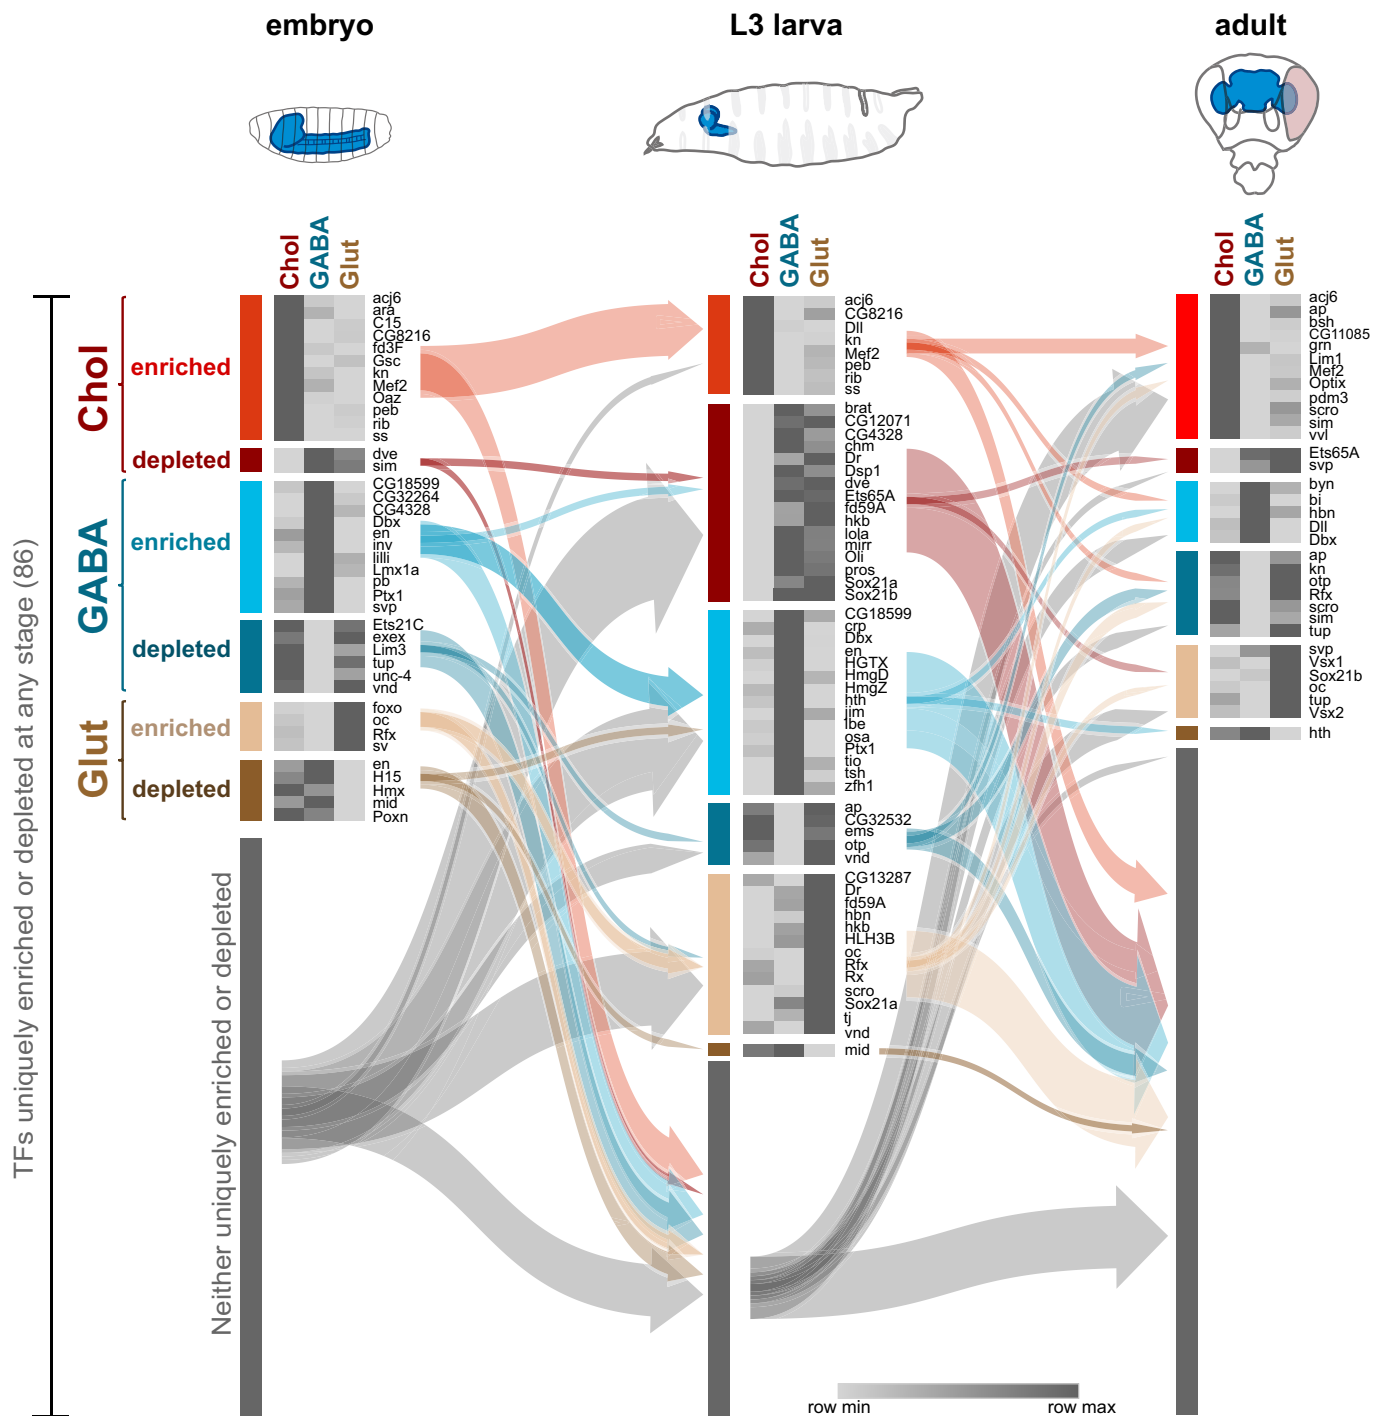 embryo
L3 larva
adult
Chol
GABA
Glut
Chol
GABA
Glut
Chol
GABA
Glut
TFs uniquely enriched or depleted at any stage (86)
Chol
enriched
depleted
GABA
enriched
depleted
Glut
enriched
depleted
Neither uniquely enriched or depleted
acj6
ara
C15
CG8216
fd3F
Gsc
kn
Mef2
Oaz
peb
rib
ss
dve
sim
CG18599
CG32264
CG4328
Dbx
en
inv
lilli
Lmx1a
pb
Ptx1
svp
Ets21C
exex
Lim3
tup
unc-4
vnd
foxo
oc
Rfx
sv
en
H15
Hmx
mid
Poxn
acj6
CG8216
Dll
kn
Mef2
peb
rib
ss
brat
CG12071
CG4328
chm
Dr
Dsp1
dve
Ets65A
fd59A
hkb
lola
mirr
Oli
pros
Sox21a
Sox21b
CG18599
crp
Dbx
en
HGTX
HmgD
HmgZ
hth
jim
lbe
osa
Ptx1
tio
tsh
zfh1
ap
CG32532
ems
otp
vnd
CG13287
Dr
fd59A
hbn
hkb
HLH3B
oc
Rfx
Rx
scro
Sox21a
tj
vnd
mid
acj6
ap
bsh
CG11085
grn
Lim1
Mef2
Optix
pdm3
scro
sim
vvl
Ets65A
svp
byn
bi
hbn
Dll
Dbx
ap
kn
otp
Rfx
scro
sim
tup
svp
Vsx1
Sox21b
oc
tup
Vsx2
hth
row min
row max